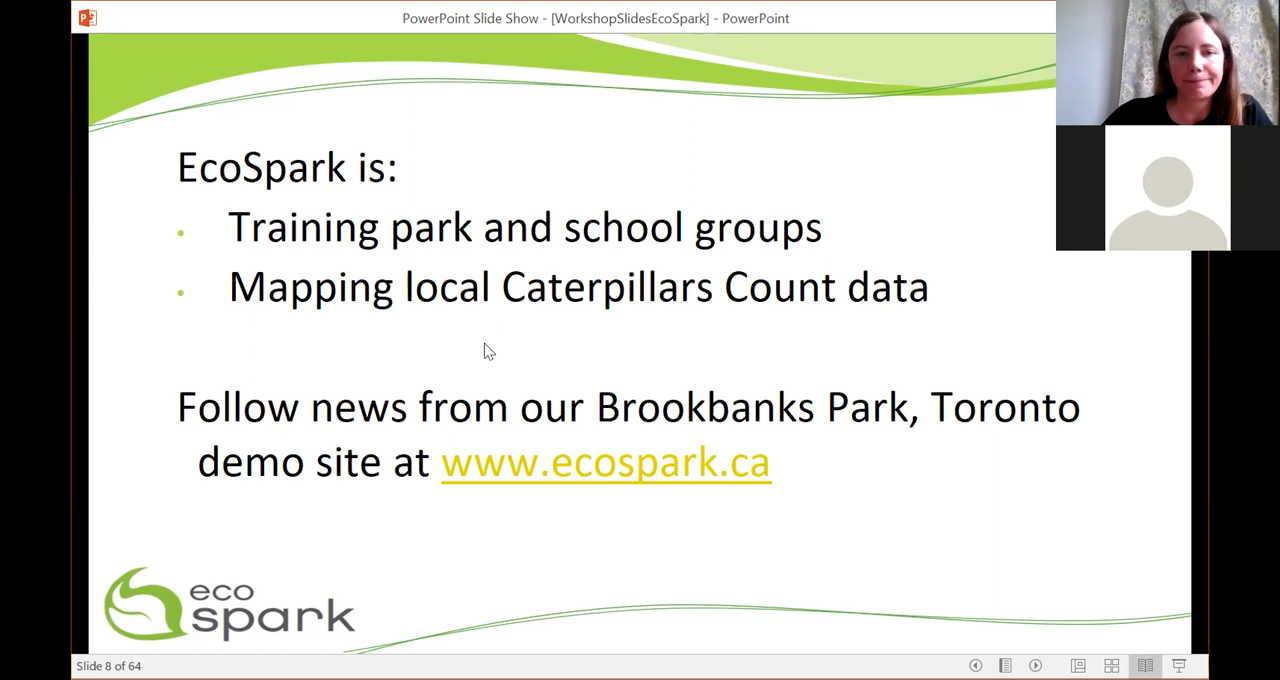 PowerPoint Slide Show - [WorkshopSlidesEcoSpark] - PowerPoint
EcoSpark is:
• Training park and school groups
• Mapping local Caterpillars Count data
Follow news from our Brookbanks Park, Toronto
demo site at www.ecospark.ca
eco
spark
Slide 8 of 64